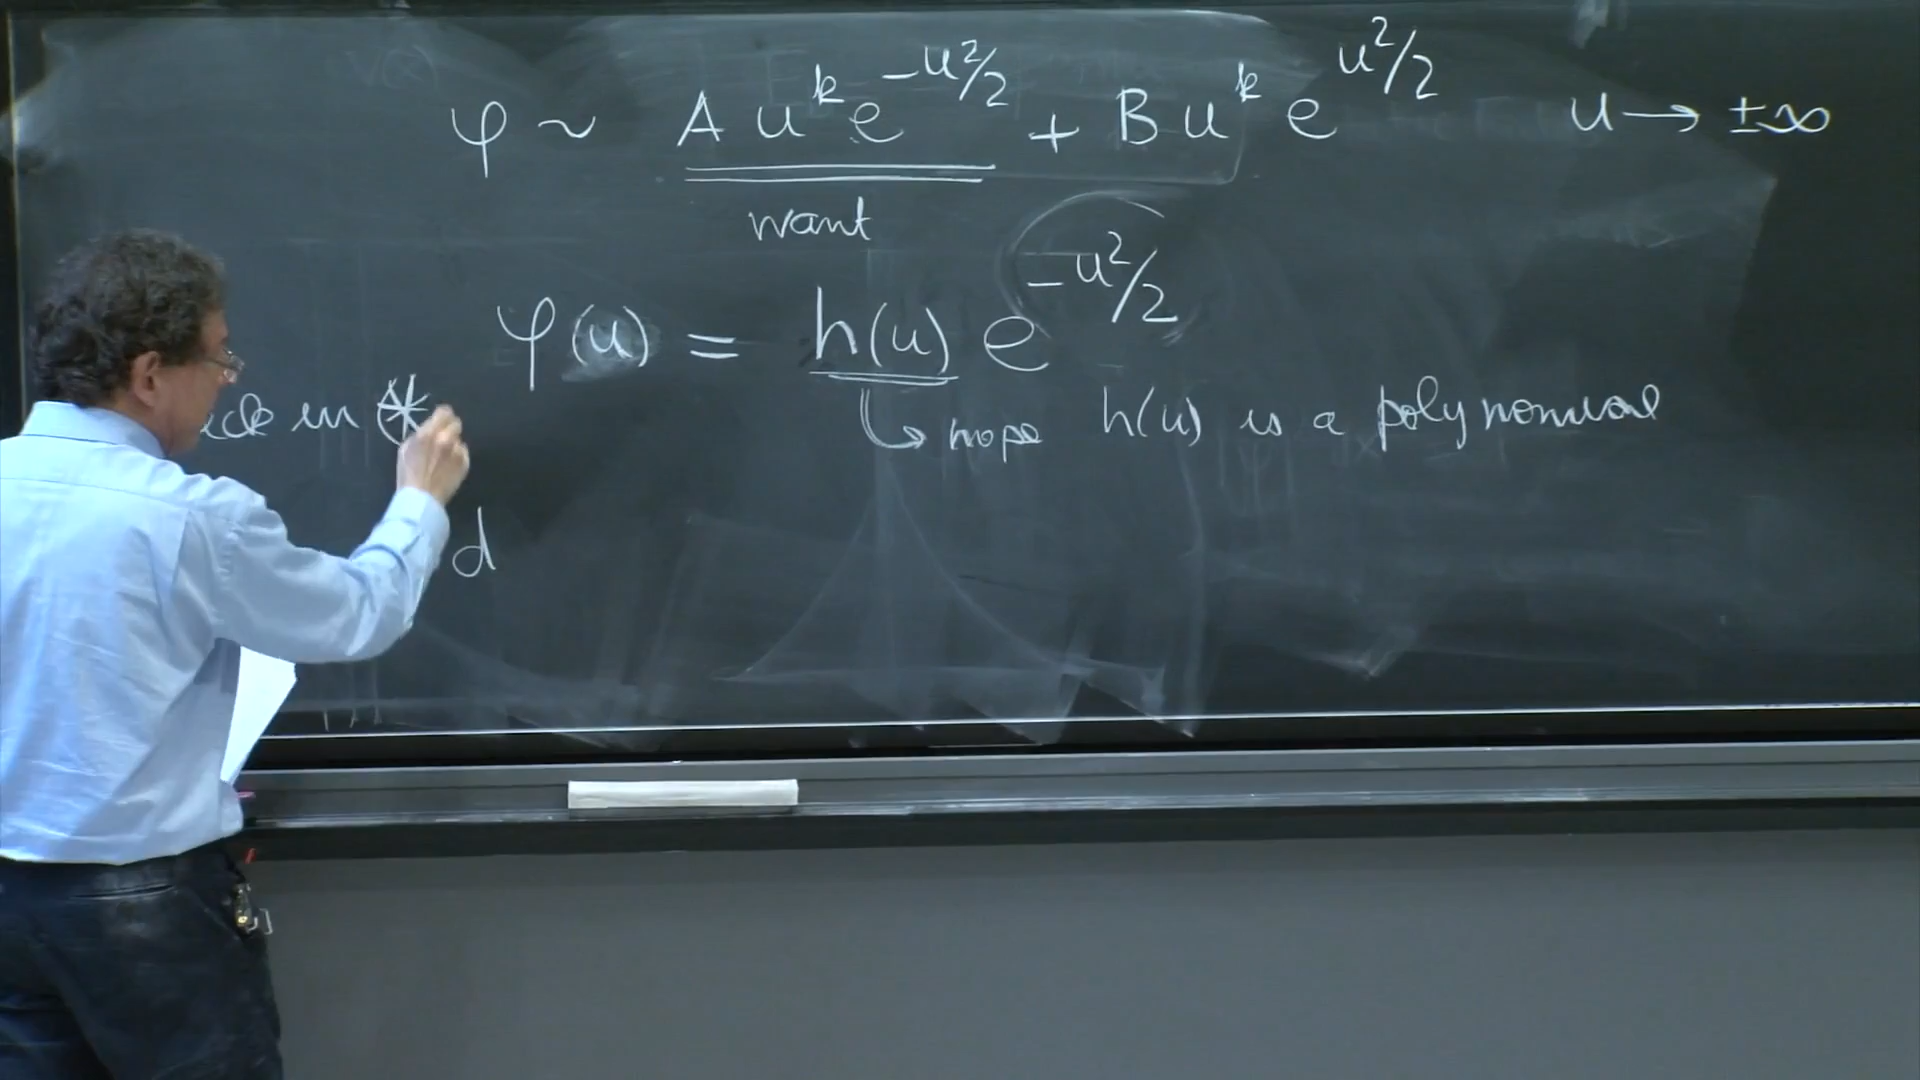 φ ~ A u^k e^{-u²/2} + B u^k e^{u²/2} u → ±∞
want
φ(u) = h(u) e^{-u²/2}
in (*)
↳ hope h(u) is a polynomial
d